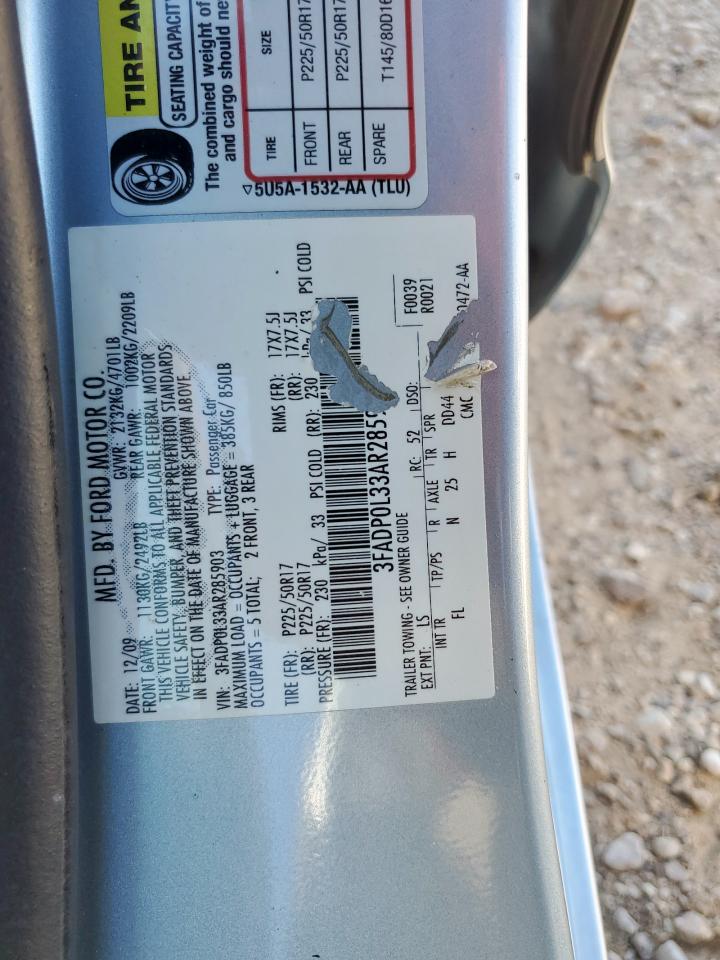 MFD. BY FORD MOTOR CO.
DATE: 12/09 GVWR: 2132KG/4701LB
FRONT GAWR: 1130KG/2492LB REAR GAWR: 1002KG/2209LB
THIS VEHICLE CONFORMS TO ALL APPLICABLE FEDERAL MOTOR
VEHICLE SAFETY, BUMPER, AND THEFT PREVENTION STANDARDS
IN EFFECT ON THE DATE OF MANUFACTURE SHOWN ABOVE.
VIN: 3FADP0L33AR285903 TYPE: Passenger Car
MAXIMUM LOAD = OCCUPANTS + LUGGAGE = 385KG/ 850LB
OCCUPANTS = 5 TOTAL; 2 FRONT, 3 REAR
TIRE (FR): P225/50R17 RIMS (FR): 17X7.5J
(RR): P225/50R17 (RR): 17X7.5J
PRESSURE (FR): 230 kPa/ 33 PSI COLD (RR): 230 kPa/ 33 PSI COLD
3FADP0L33AR2859
TRAILER TOWING - SEE OWNER GUIDE
F0039
EXT PNT: LS RC: 52 DSO: R0021
INT TR TP/PS R AXLE TR SPR
FL N 25 H DD44
CMC 472-AA
TIRE AN
SEATING CAPACITY
The combined weight of
and cargo should ne
TIRE SIZE
FRONT P225/50R17
REAR P225/50R17
SPARE T145/80D16
5U5A-1532-AA (TLU)